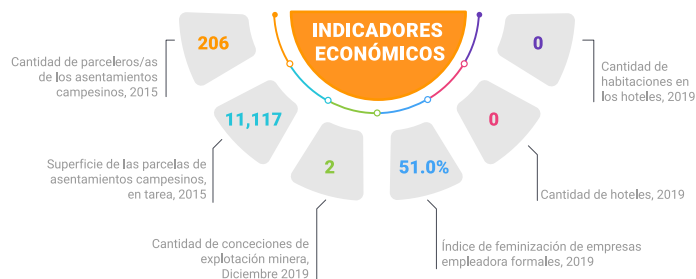 INDICADORES
ECONÓMICOS
206
Cantidad de parceleros/as
de los asentamientos
campesinos, 2015
11,117
Superficie de las parcelas de
asentamientos campesinos,
en tarea, 2015
2
Cantidad de conceciones de
explotación minera,
Diciembre 2019
51.0%
Índice de feminización de empresas
empleadora formales, 2019
0
Cantidad de hoteles, 2019
0
Cantidad de
habitaciones en
los hoteles, 2019